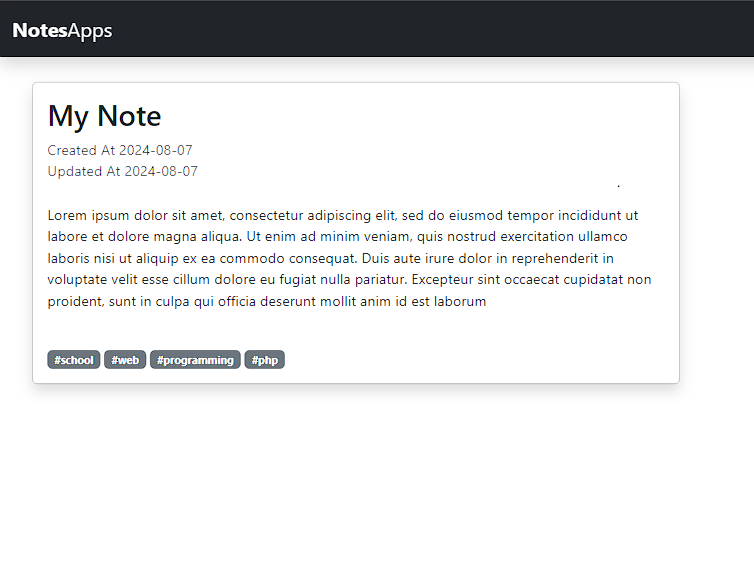 NotesApps
My Note
Created At 2024-08-07
Updated At 2024-08-07
Lorem ipsum dolor sit amet, consectetur adipiscing elit, sed do eiusmod tempor incididunt ut
labore et dolore magna aliqua. Ut enim ad minim veniam, quis nostrud exercitation ullamco
laboris nisi ut aliquip ex ea commodo consequat. Duis aute irure dolor in reprehenderit in
voluptate velit esse cillum dolore eu fugiat nulla pariatur. Excepteur sint occaecat cupidatat non
proident, sunt in culpa qui officia deserunt mollit anim id est laborum
#school #web #programming #php